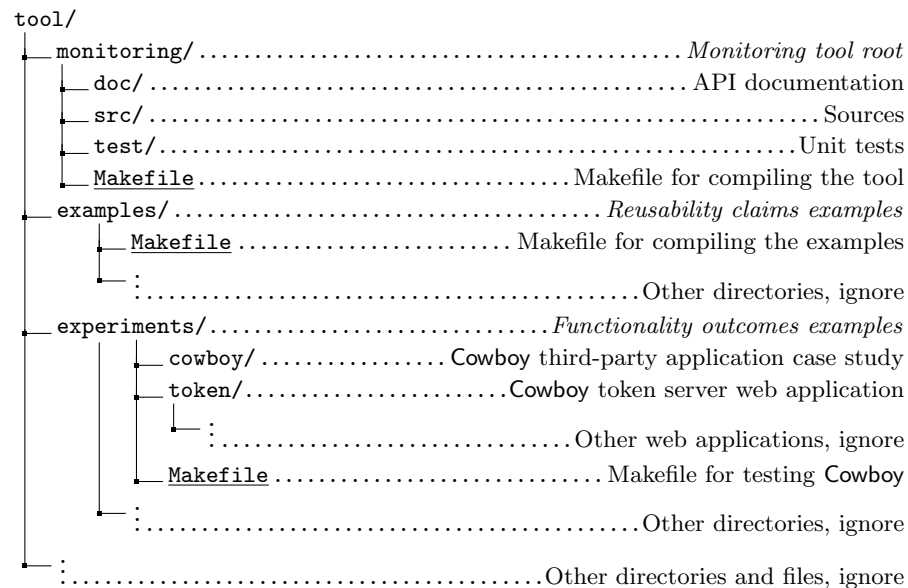 tool/
monitoring/ Monitoring tool root
doc/ API documentation
src/ Sources
test/ Unit tests
Makefile Makefile for compiling the tool
examples/ Reusability claims examples
Makefile Makefile for compiling the examples
⋮ Other directories, ignore
experiments/ Functionality outcomes examples
cowboy/ Cowboy third-party application case study
token/ Cowboy token server web application
⋮ Other web applications, ignore
Makefile Makefile for testing Cowboy
⋮ Other directories, ignore
⋮ Other directories and files, ignore